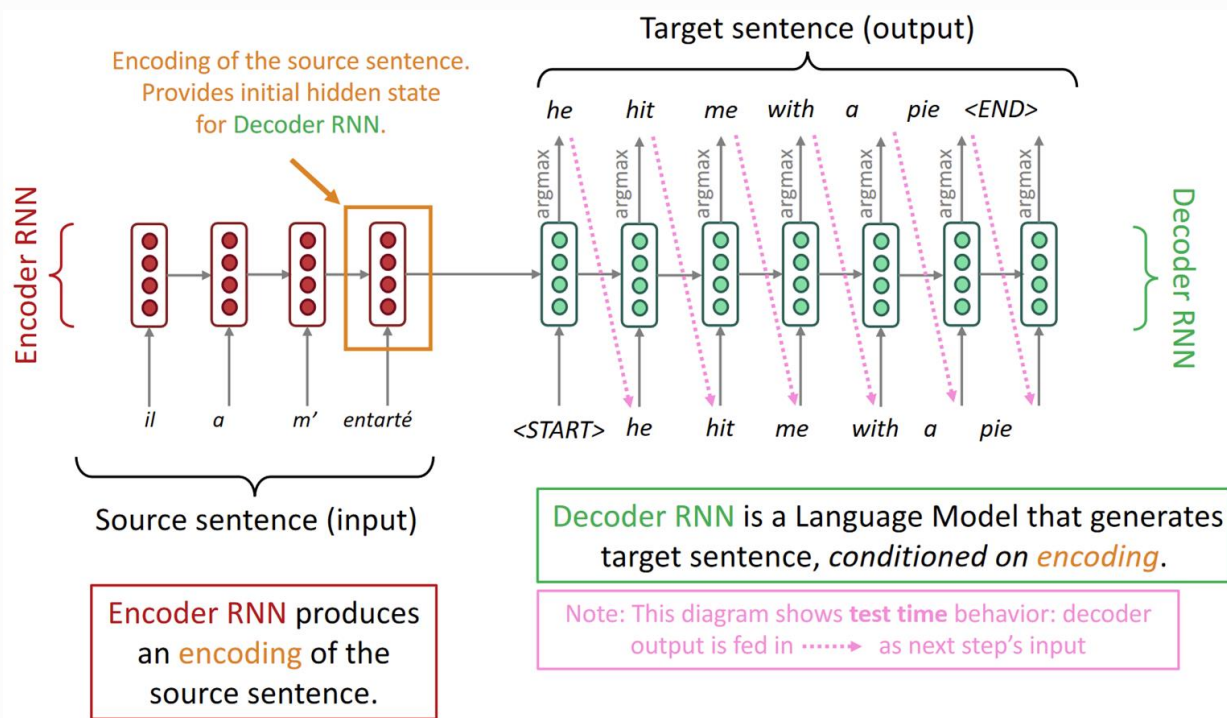 Target sentence (output)
Encoding of the source sentence.
Provides initial hidden state
for Decoder RNN.
he hit me with a pie <END>
argmax argmax argmax argmax argmax argmax argmax
Encoder RNN
Decoder RNN
il a m’ entarté
<START> he hit me with a pie
Source sentence (input)
Decoder RNN is a Language Model that generates
target sentence, conditioned on encoding.
Encoder RNN produces
an encoding of the
source sentence.
Note: This diagram shows test time behavior: decoder
output is fed in as next step’s input